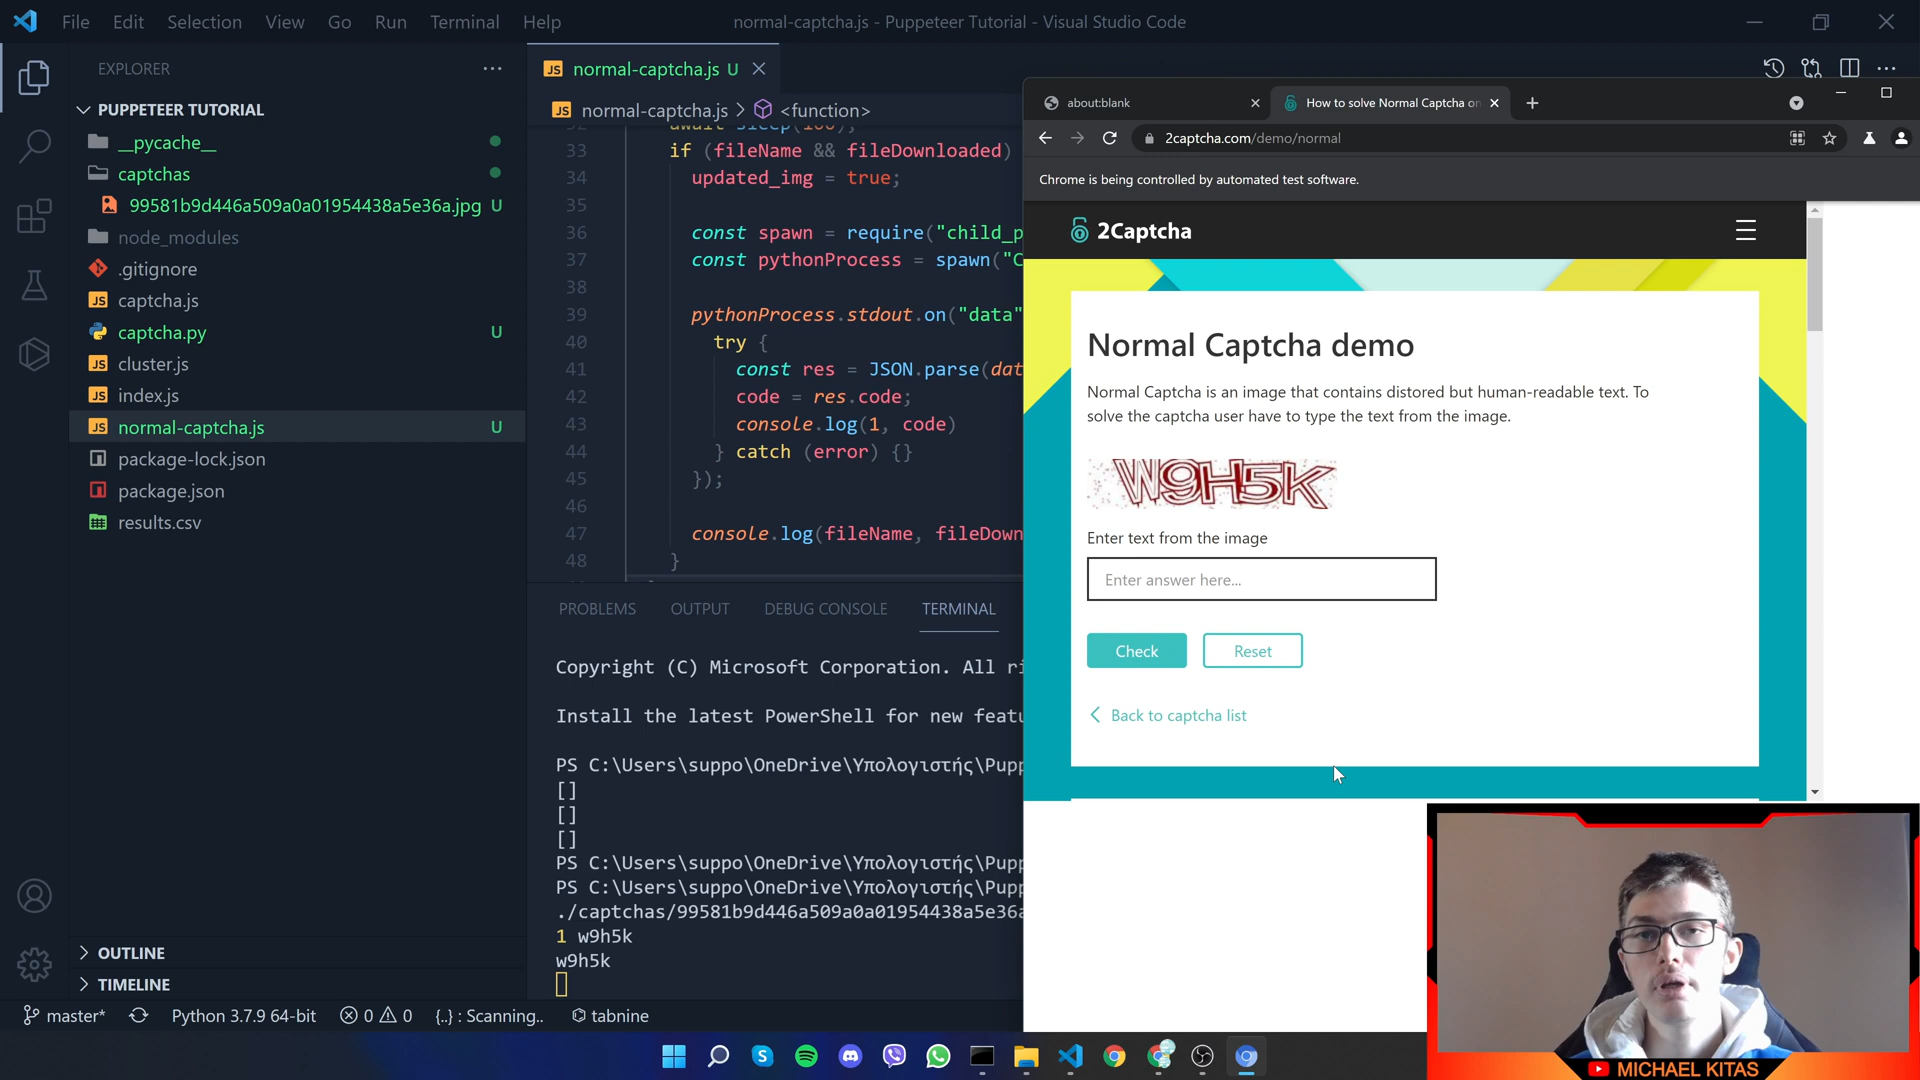 File Edit Selection View Go Run Terminal Help
normal-captcha.js - Puppeteer Tutorial - Visual Studio Code
EXPLORER
PUPPETEER TUTORIAL
__pycache__
captchas
99581b9d446a509a0a01954438a5e36a.jpg U
node_modules
.gitignore
captcha.js
captcha.py U
cluster.js
index.js
normal-captcha.js U
package-lock.json
package.json
results.csv
OUTLINE
TIMELINE
normal-captcha.js U
normal-captcha.js > <function>
33 if (fileName && fileDownloaded)
34 updated_img = true;
35
36 const spawn = require("child_p
37 const pythonProcess = spawn("C
38
39 pythonProcess.stdout.on("data"
40 try {
41 const res = JSON.parse(dat
42 code = res.code;
43 console.log(1, code)
44 } catch (error) {}
45 });
46
47 console.log(fileName, fileDown
48 }
PROBLEMS OUTPUT DEBUG CONSOLE TERMINAL
Copyright (C) Microsoft Corporation. All ri
Install the latest PowerShell for new featu
PS C:\Users\suppo\OneDrive\Υπολογιστής\Pupp
[]
[]
[]
PS C:\Users\suppo\OneDrive\Υπολογιστής\Pupp
PS C:\Users\suppo\OneDrive\Υπολογιστής\Pupp
./captchas/99581b9d446a509a0a01954438a5e36a
1 w9h5k
w9h5k
about:blank
How to solve Normal Captcha on
2captcha.com/demo/normal
Chrome is being controlled by automated test software.
2Captcha
Normal Captcha demo
Normal Captcha is an image that contains distored but human-readable text. To
solve the captcha user have to type the text from the image.
W9H5K
Enter text from the image
Enter answer here...
Check Reset
Back to captcha list
master* Python 3.7.9 64-bit 0 0 {..} : Scanning.. tabnine
MICHAEL KITAS